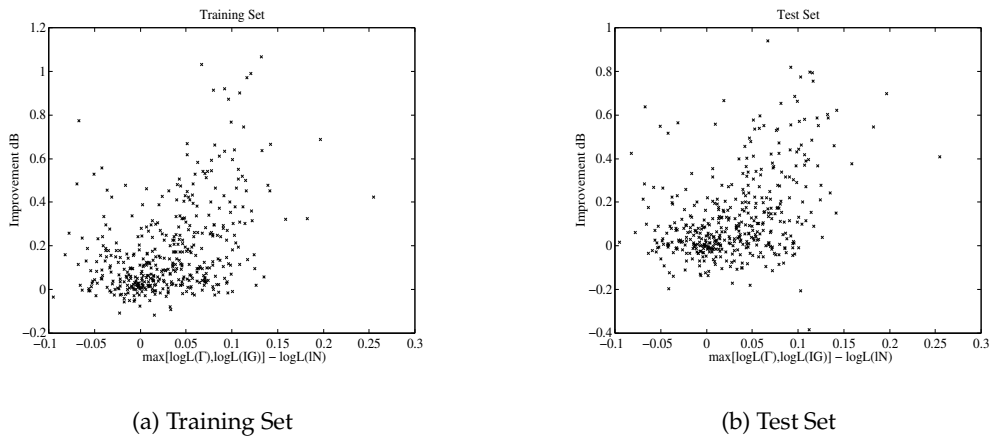 Training Set
1.2
1
0.8
0.6
0.4
0.2
0
−0.2
Improvement dB
−0.1 −0.05 0 0.05 0.1 0.15 0.2 0.25 0.3
max[logL(Γ),logL(IG)] − logL(lN)
(a) Training Set
Test Set
1
0.8
0.6
0.4
0.2
0
−0.2
−0.4
Improvement dB
−0.1 −0.05 0 0.05 0.1 0.15 0.2 0.25 0.3
max[logL(Γ),logL(IG)] − logL(lN)
(b) Test Set